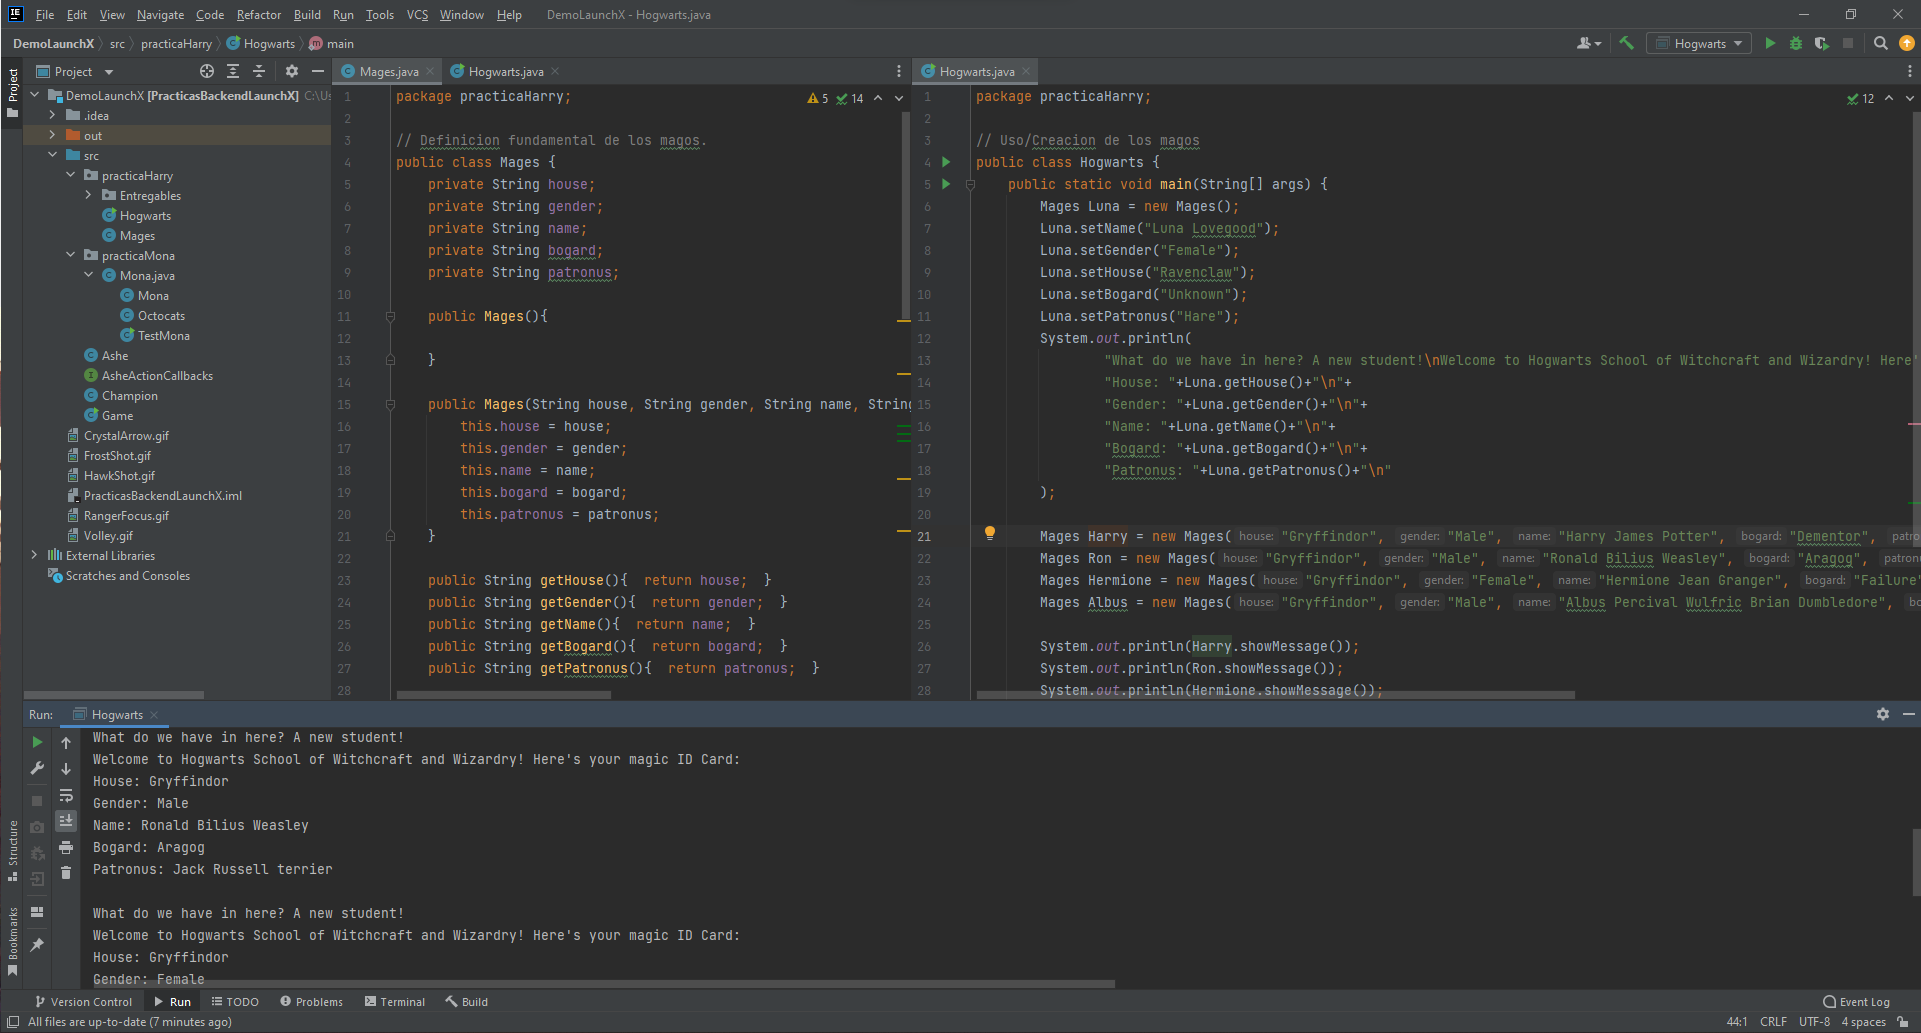 File Edit View Navigate Code Refactor Build Run Tools VCS Window Help DemoLaunchX - Hogwarts.java
DemoLaunchX src practicaHarry Hogwarts main Hogwarts
Project
Project
DemoLaunchX [PracticasBackendLaunchX] C:\Us
.idea
out
src
practicaHarry
Entregables
Hogwarts
Mages
practicaMona
Mona.java
Mona
Octocats
TestMona
Ashe
AsheActionCallbacks
Champion
Game
CrystalArrow.gif
FrostShot.gif
HawkShot.gif
PracticasBackendLaunchX.iml
RangerFocus.gif
Volley.gif
External Libraries
Scratches and Consoles
Mages.java Hogwarts.java
5 14
1 package practicaHarry;
2
3 // Definicion fundamental de los magos.
4 public class Mages {
5 private String house;
6 private String gender;
7 private String name;
8 private String bogard;
9 private String patronus;
10
11 public Mages(){
12
13 }
14
15 public Mages(String house, String gender, String name, String
16 this.house = house;
17 this.gender = gender;
18 this.name = name;
19 this.bogard = bogard;
20 this.patronus = patronus;
21 }
22
23 public String getHouse(){ return house; }
24 public String getGender(){ return gender; }
25 public String getName(){ return name; }
26 public String getBogard(){ return bogard; }
27 public String getPatronus(){ return patronus; }
28
Hogwarts.java
12
1 package practicaHarry;
2
3 // Uso/Creacion de los magos
4 public class Hogwarts {
5 public static void main(String[] args) {
6 Mages Luna = new Mages();
7 Luna.setName("Luna Lovegood");
8 Luna.setGender("Female");
9 Luna.setHouse("Ravenclaw");
10 Luna.setBogard("Unknown");
11 Luna.setPatronus("Hare");
12 System.out.println(
13 "What do we have in here? A new student!\nWelcome to Hogwarts School of Witchcraft and Wizardry! Here'
14 "House: "+Luna.getHouse()+"\n"+
15 "Gender: "+Luna.getGender()+"\n"+
16 "Name: "+Luna.getName()+"\n"+
17 "Bogard: "+Luna.getBogard()+"\n"+
18 "Patronus: "+Luna.getPatronus()+"\n"
19 );
20
21 Mages Harry = new Mages( house: "Gryffindor", gender: "Male", name: "Harry James Potter", bogard: "Dementor", patro
22 Mages Ron = new Mages( house: "Gryffindor", gender: "Male", name: "Ronald Bilius Weasley", bogard: "Aragog", patron
23 Mages Hermione = new Mages( house: "Gryffindor", gender: "Female", name: "Hermione Jean Granger", bogard: "Failure"
24 Mages Albus = new Mages( house: "Gryffindor", gender: "Male", name: "Albus Percival Wulfric Brian Dumbledore", bo
25
26 System.out.println(Harry.showMessage());
27 System.out.println(Ron.showMessage());
28 System.out.println(Hermione.showMessage());
Run: Hogwarts
What do we have in here? A new student!
Welcome to Hogwarts School of Witchcraft and Wizardry! Here's your magic ID Card:
House: Gryffindor
Gender: Male
Name: Ronald Bilius Weasley
Bogard: Aragog
Patronus: Jack Russell terrier
What do we have in here? A new student!
Welcome to Hogwarts School of Witchcraft and Wizardry! Here's your magic ID Card:
House: Gryffindor
Gender: Female
Structure
Bookmarks
Version Control Run TODO Problems Terminal Build Event Log
All files are up-to-date (7 minutes ago) 44:1 CRLF UTF-8 4 spaces